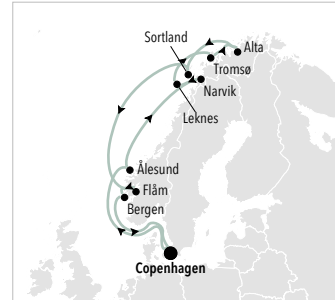 Sortland
Alta
Tromsø
Narvik
Leknes
Ålesund
Flåm
Bergen
Copenhagen